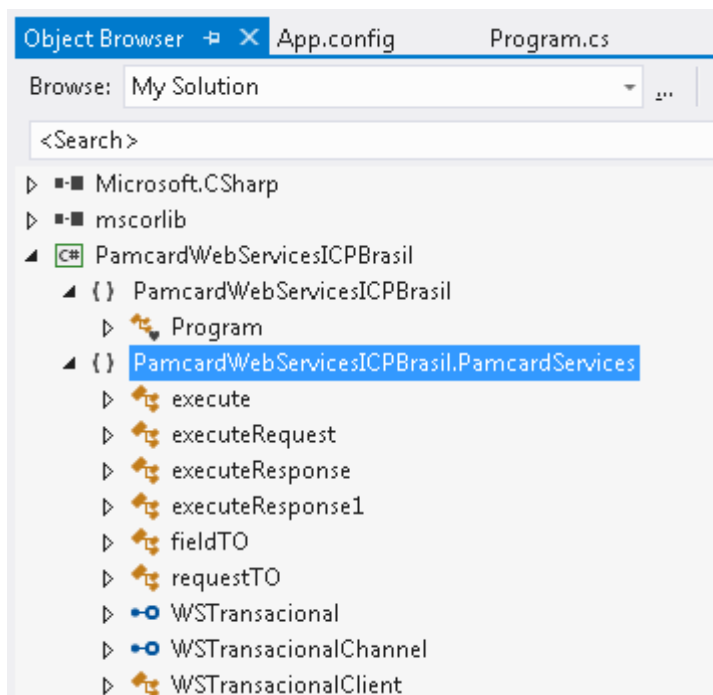 Object Browser App.config Program.cs
Browse: My Solution ...
<Search>
Microsoft.CSharp
mscorlib
C# PamcardWebServicesICPBrasil
{ } PamcardWebServicesICPBrasil
Program
{ } PamcardWebServicesICPBrasil.PamcardServices
execute
executeRequest
executeResponse
executeResponse1
fieldTO
requestTO
WSTransacional
WSTransacionalChannel
WSTransacionalClient